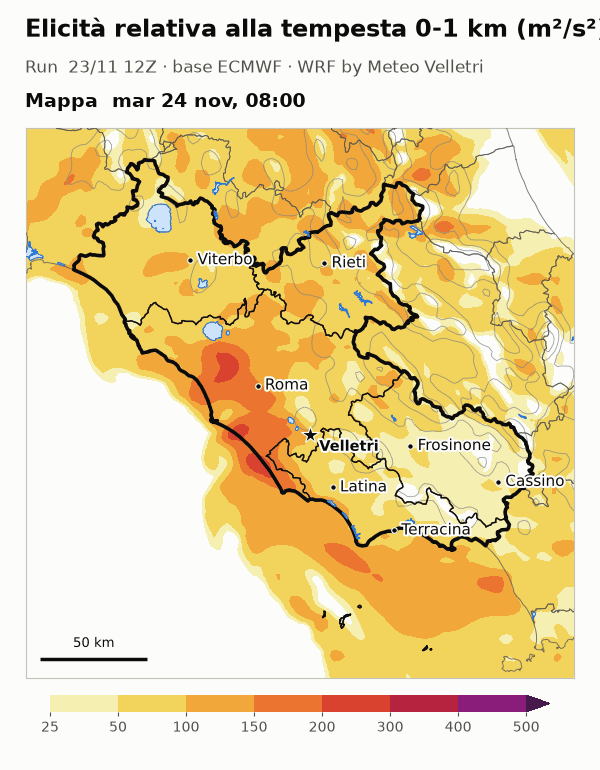 Elicità relativa alla tempesta 0-1 km (m²/s²)
Run 23/11 12Z · base ECMWF · WRF by Meteo Velletri
Mappa mar 24 nov, 08:00
Viterbo
Rieti
Roma
Velletri
Frosinone
Cassino
Latina
Terracina
50 km
25 50 100 150 200 300 400 500